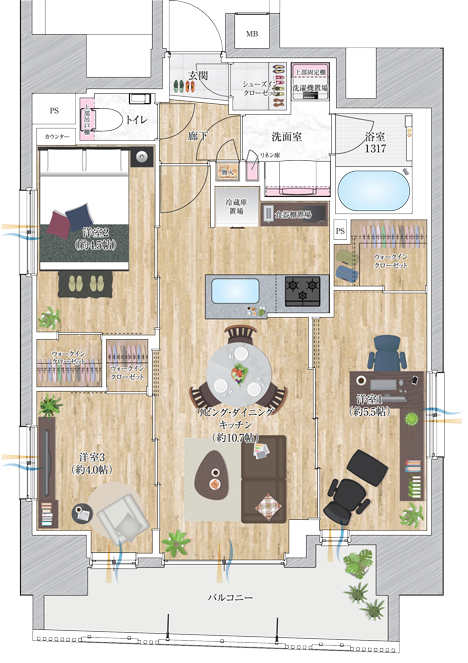 MB
玄関
シューズイン
クローゼット
上部固定棚
洗濯機置場
PS
上部吊戸棚
トイレ
カウンター
廊下
洗面室
浴室
1317
リネン庫
物入
冷蔵庫
置場
食器棚置場
PS
ウォークイン
クローゼット
洋室2
(約4.5帖)
ウォークイン
クローゼット
ウォークイン
クローゼット
洋室1
(約5.5帖)
リビング・ダイニング
キッチン
(約10.7帖)
洋室3
(約4.0帖)
バルコニー